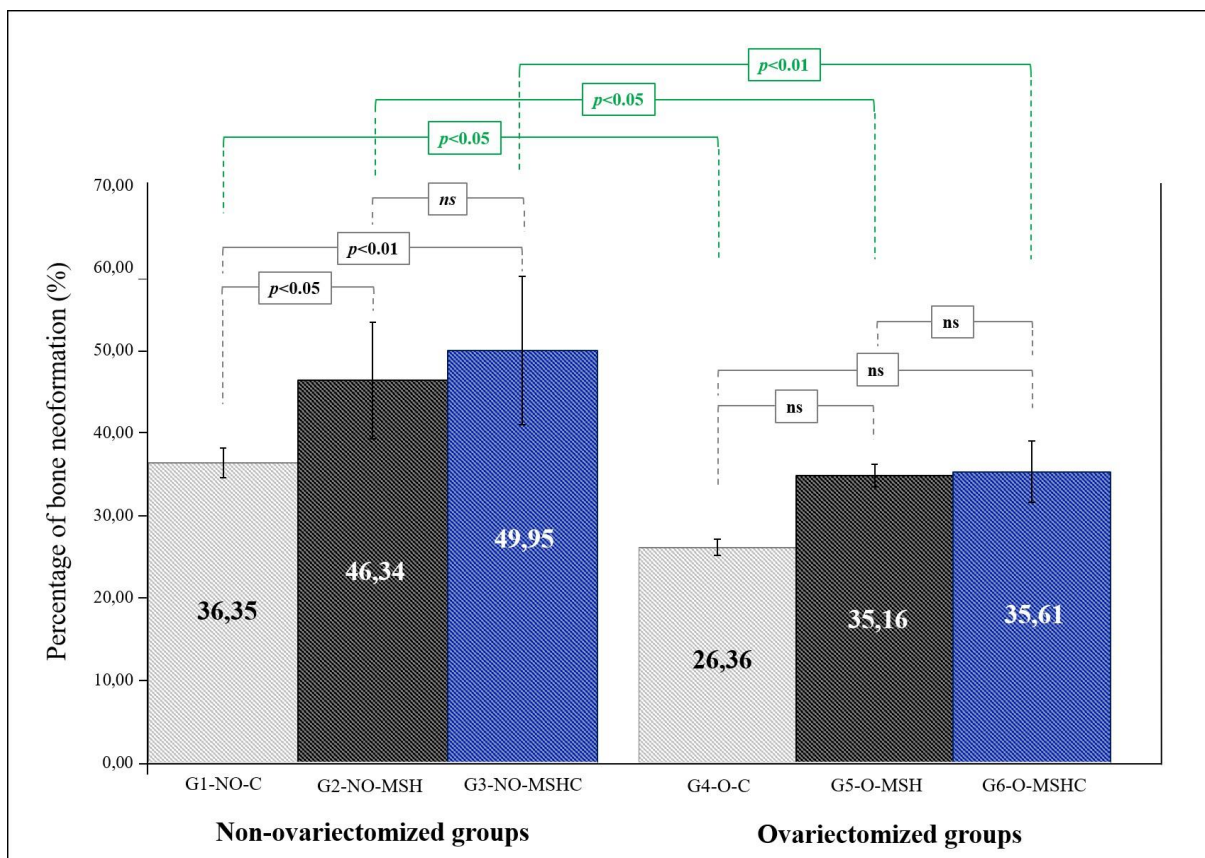 p<0.01
p<0.05
p<0.05
70,00
ns
p<0.01
60,00
p<0.05
ns
50,00
ns
40,00
ns
30,00
20,00
10,00
0,00
Percentage of bone neoformation (%)
36,35
46,34
49,95
26,36
35,16
35,61
G1-NO-C
G2-NO-MSH
G3-NO-MSHC
G4-O-C
G5-O-MSH
G6-O-MSHC
Non-ovariectomized groups
Ovariectomized groups